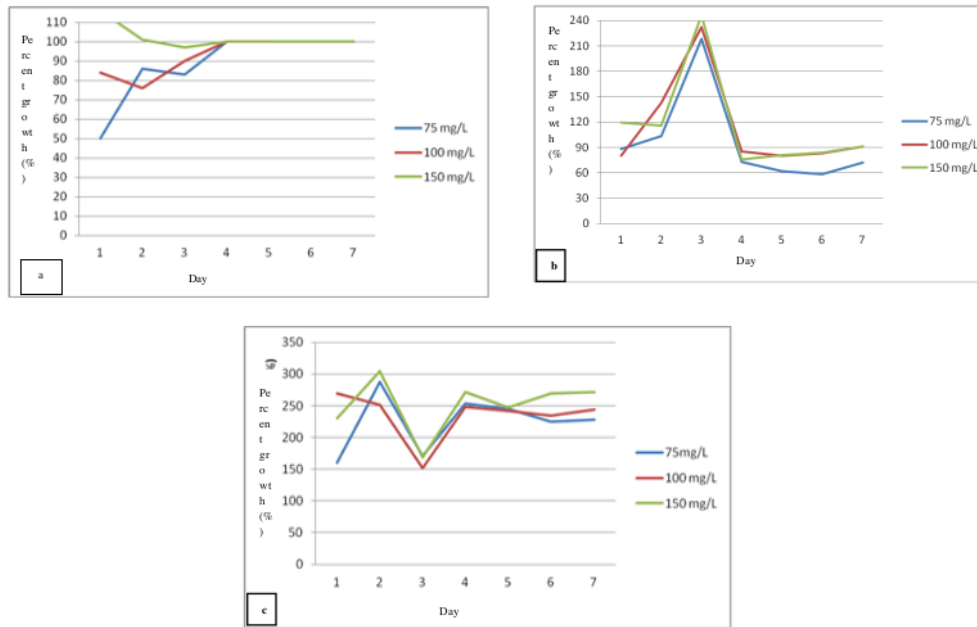 110
100
90
80
70
60
50
40
30
20
10
0
Pe
rc
en
t
gr
o
w
th
(%
)
1 2 3 4 5 6 7
Day
75 mg/L
100 mg/L
150 mg/L
a
240
210
180
150
120
90
60
30
0
Pe
rc
en
t
gr
o
wt
h
(%
)
1 2 3 4 5 6 7
Day
75 mg/L
100 mg/L
150 mg/L
b
350
300
250
200
150
100
50
0
Pe
rc
en
t
gr
o
wt
h
(%
)
1 2 3 4 5 6 7
Day
75mg/L
100 mg/L
150 mg/L
c